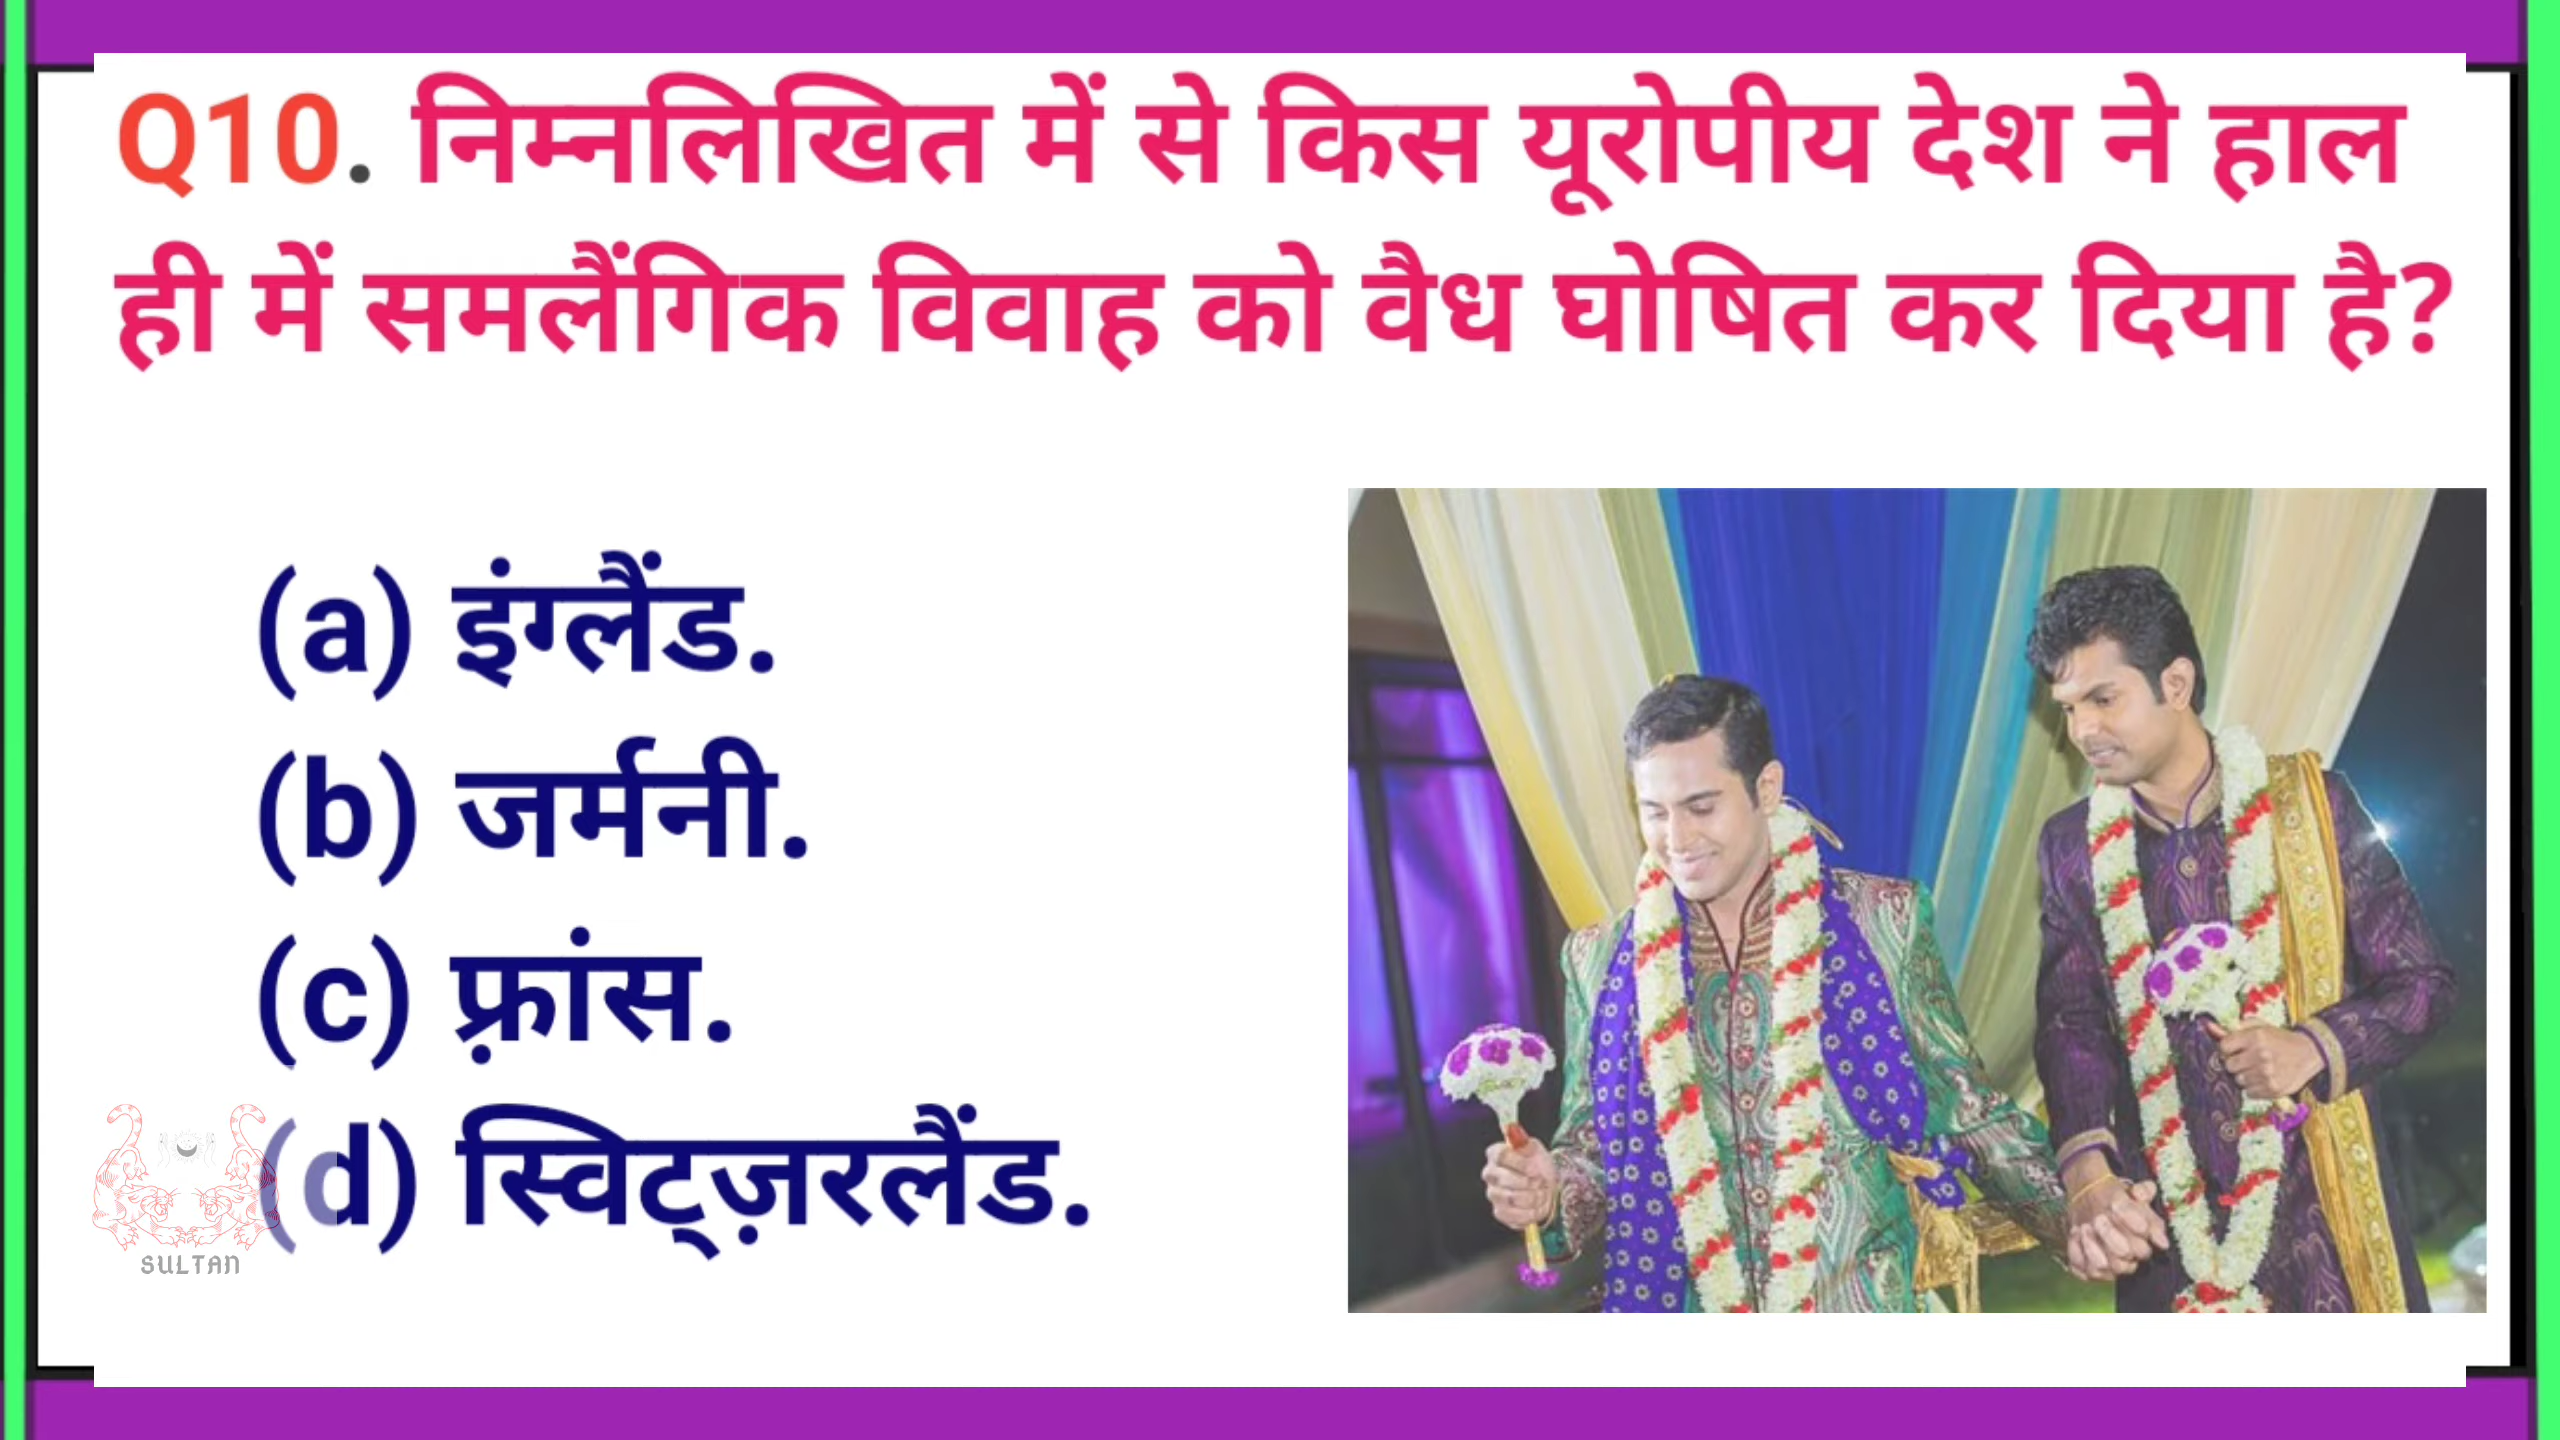 Q10. निम्नलिखित में से किस यूरोपीय देश ने हाल
ही में समलैंगिक विवाह को वैध घोषित कर दिया है?
(a) इंग्लैंड.
(b) जर्मनी.
(c) फ़्रांस.
(d) स्विट्ज़रलैंड.
SULTAN